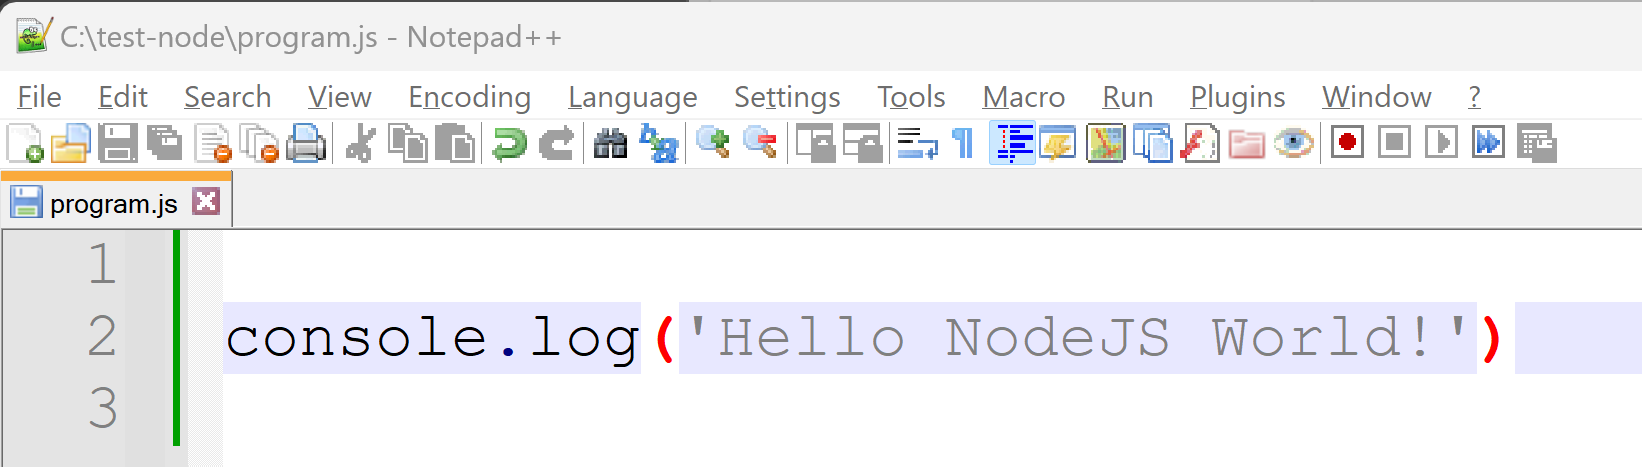 C:\test-node\program.js - Notepad++
File Edit Search View Encoding Language Settings Tools Macro Run Plugins Window ?
program.js
1
2 console.log('Hello NodeJS World!')
3